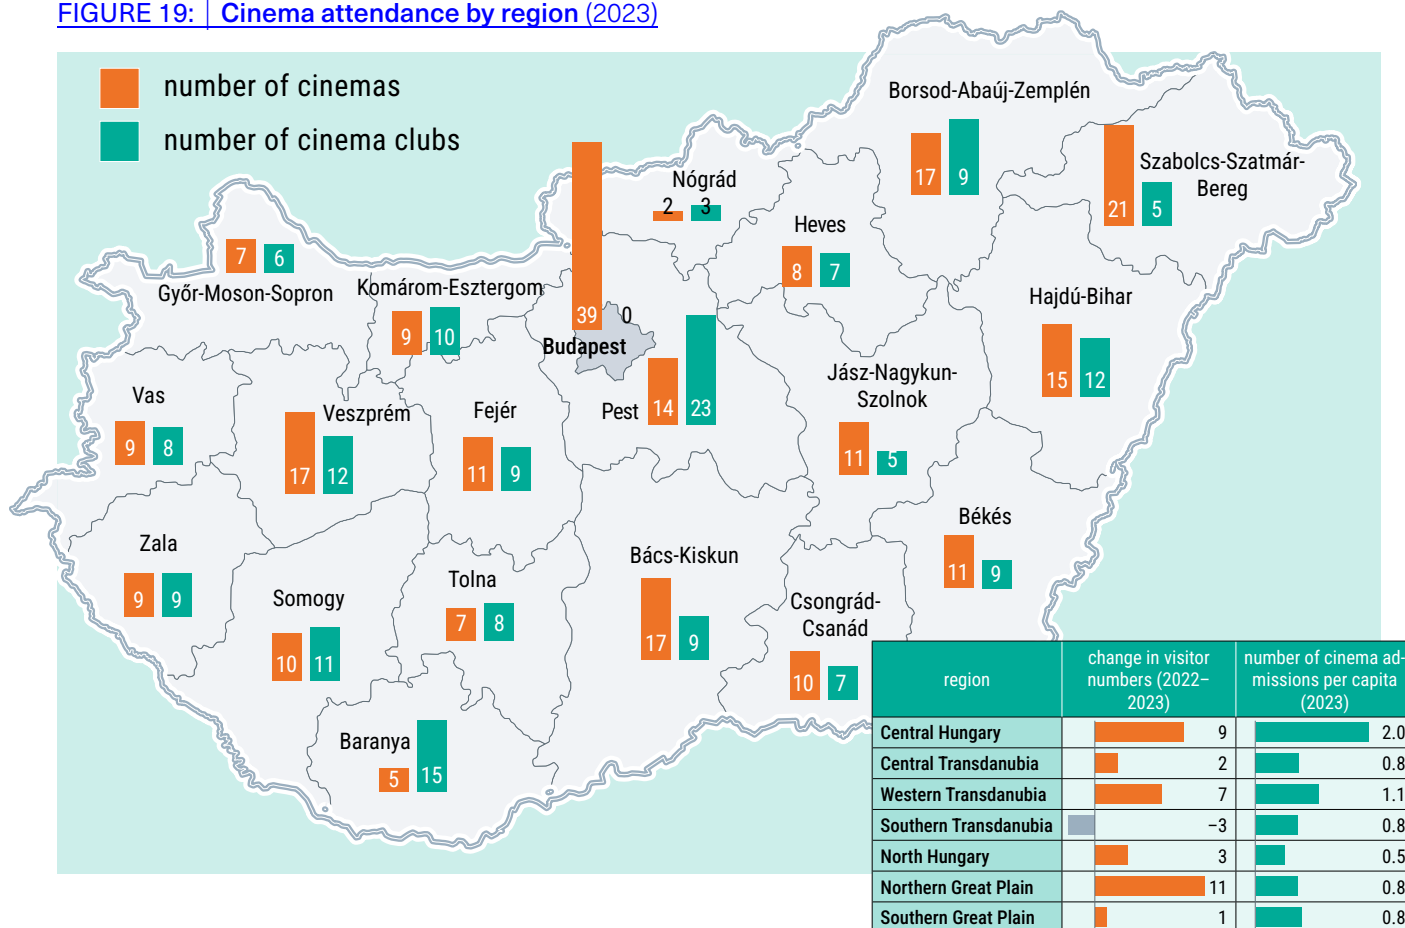 FIGURE 19: | Cinema attendance by region (2023)
number of cinemas
number of cinema clubs
Borsod-Abaúj-Zemplén
17 9
Szabolcs-Szatmár-
Bereg
21 5
Nógrád
2 3
Heves
8 7
7 6
Győr-Moson-Sopron
Komárom-Esztergom
9 10
39 0
Budapest
Hajdú-Bihar
15 12
Vas
9 8
Veszprém
17 12
Fejér
11 9
Pest 14 23
Jász-Nagykun-
Szolnok
11 5
Békés
11 9
Zala
9 9
Somogy
10 11
Tolna
7 8
Bács-Kiskun
17 9
Csongrád-
Csanád
10 7
Baranya
5 15
region
change in visitor
numbers (2022–
2023)
number of cinema ad-
missions per capita
(2023)
Central Hungary 9 2.0
Central Transdanubia 2 0.8
Western Transdanubia 7 1.1
Southern Transdanubia −3 0.8
North Hungary 3 0.5
Northern Great Plain 11 0.8
Southern Great Plain 1 0.8